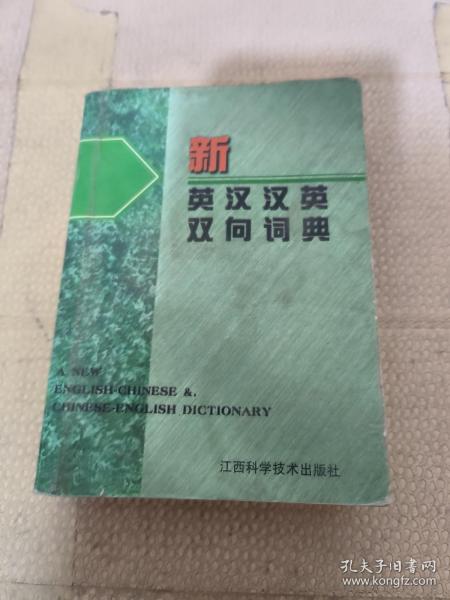 新
英汉汉英
双向词典
A NEW
ENGLISH-CHINESE &.
CHINESE-ENGLISH DICTIONARY
江西科学技术出版社
孔夫子旧书网
www.kongfz.com